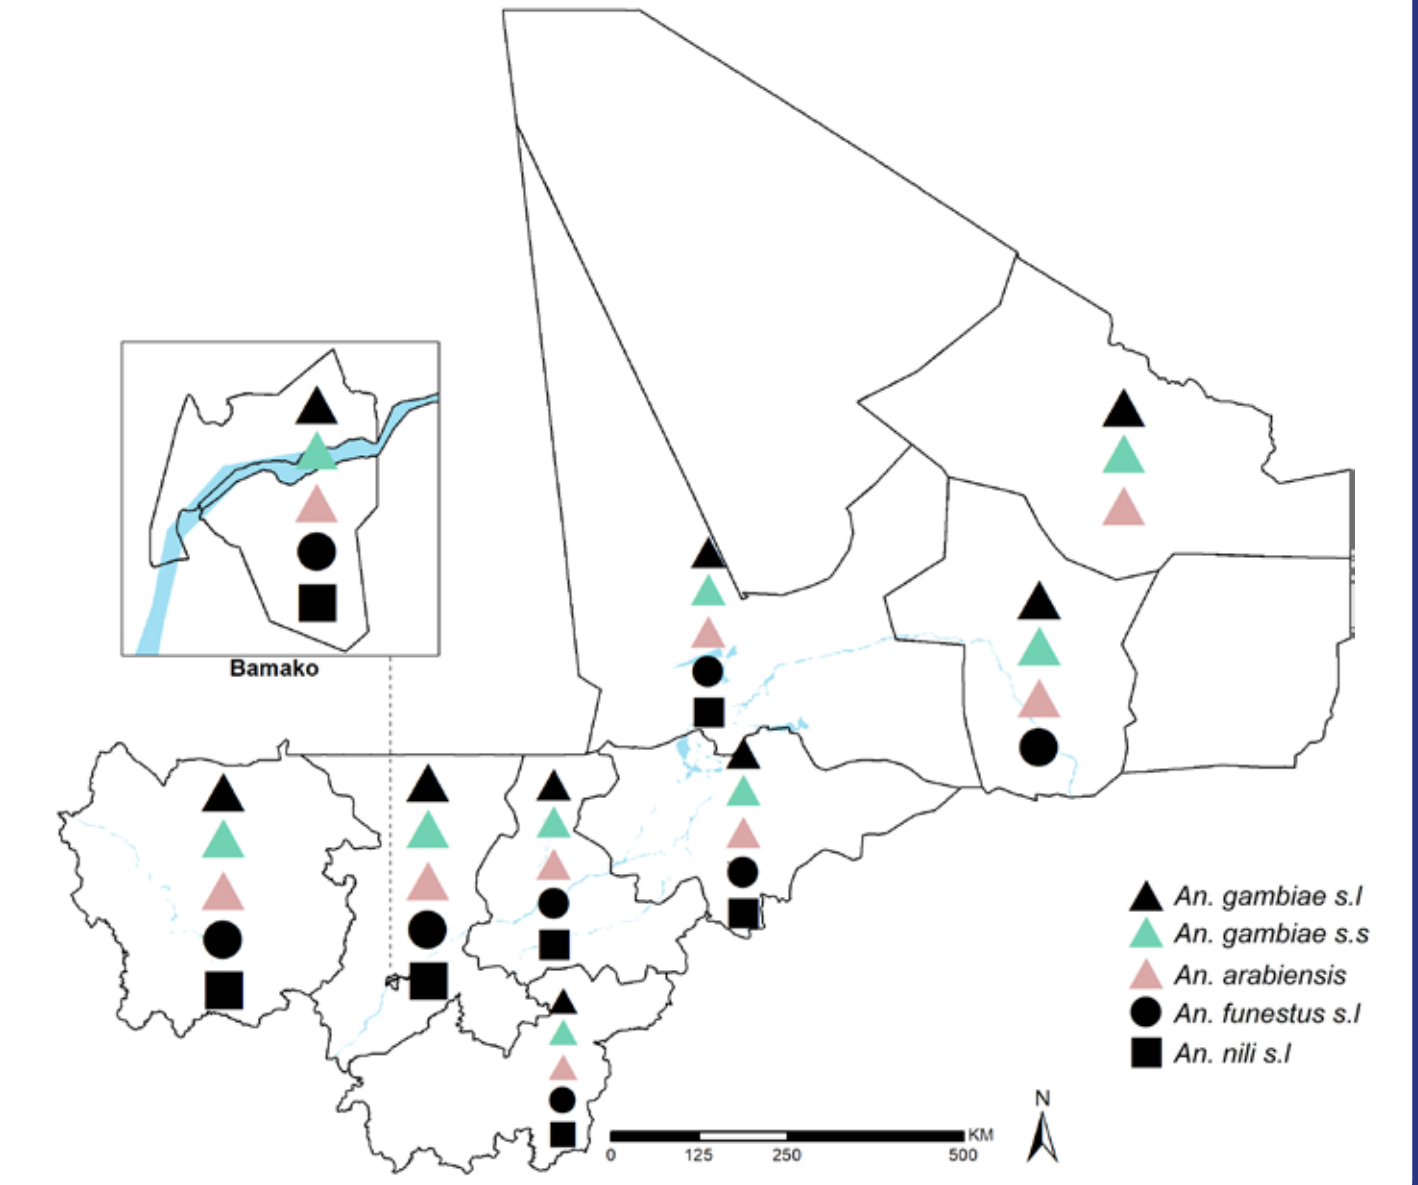 Bamako
An. gambiae s.l
An. gambiae s.s
An. arabiensis
An. funestus s.l
An. nili s.l
N
KM
0 125 250 500